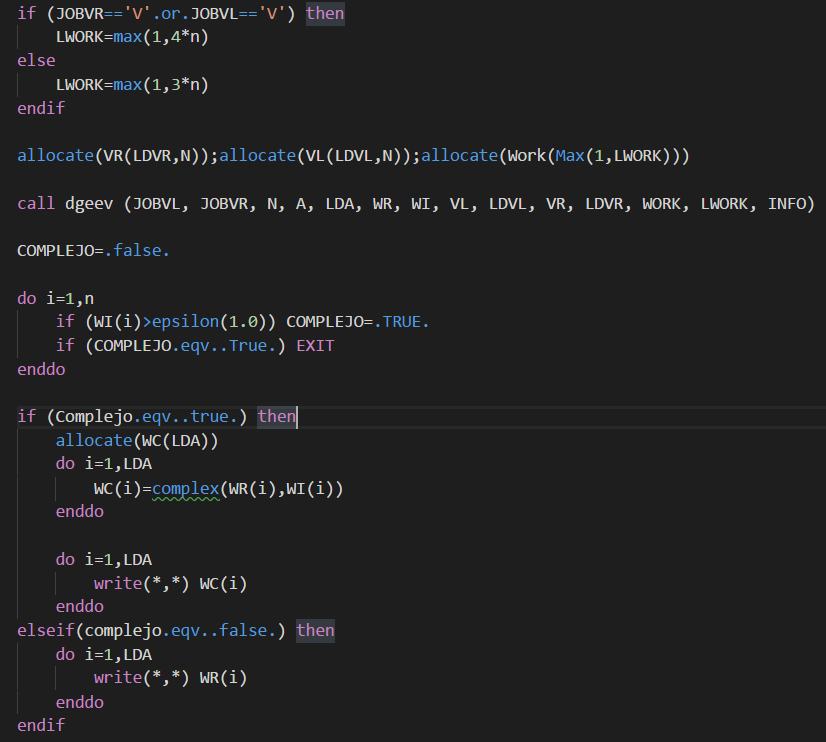 if (JOBVR=='V'.or.JOBVL=='V') then
    LWORK=max(1,4*n)
else
    LWORK=max(1,3*n)
endif

allocate(VR(LDVR,N));allocate(VL(LDVL,N));allocate(Work(Max(1,LWORK)))

call dgeev (JOBVL, JOBVR, N, A, LDA, WR, WI, VL, LDVL, VR, LDVR, WORK, LWORK, INFO)

COMPLEJO=.false.

do i=1,n
    if (WI(i)>epsilon(1.0)) COMPLEJO=.TRUE.
    if (COMPLEJO.eqv..True.) EXIT
enddo

if (Complejo.eqv..true.) then
    allocate(WC(LDA))
    do i=1,LDA
        WC(i)=complex(WR(i),WI(i))
    enddo

    do i=1,LDA
        write(*,*) WC(i)
    enddo
elseif(complejo.eqv..false.) then
    do i=1,LDA
        write(*,*) WR(i)
    enddo
endif